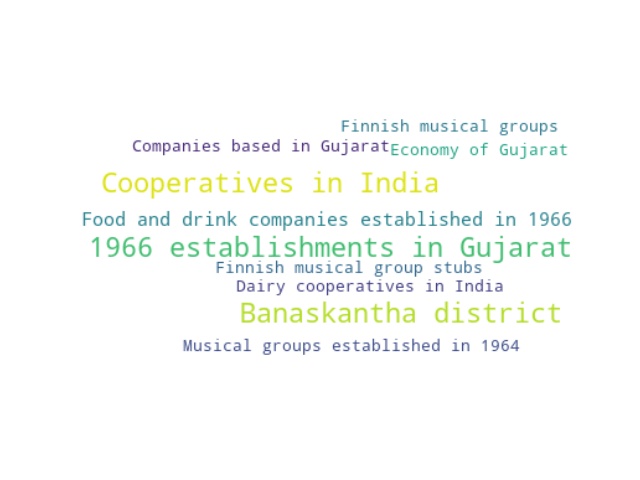 Finnish musical groups
Companies based in Gujarat
Economy of Gujarat
Cooperatives in India
Food and drink companies established in 1966
1966 establishments in Gujarat
Finnish musical group stubs
Dairy cooperatives in India
Banaskantha district
Musical groups established in 1964